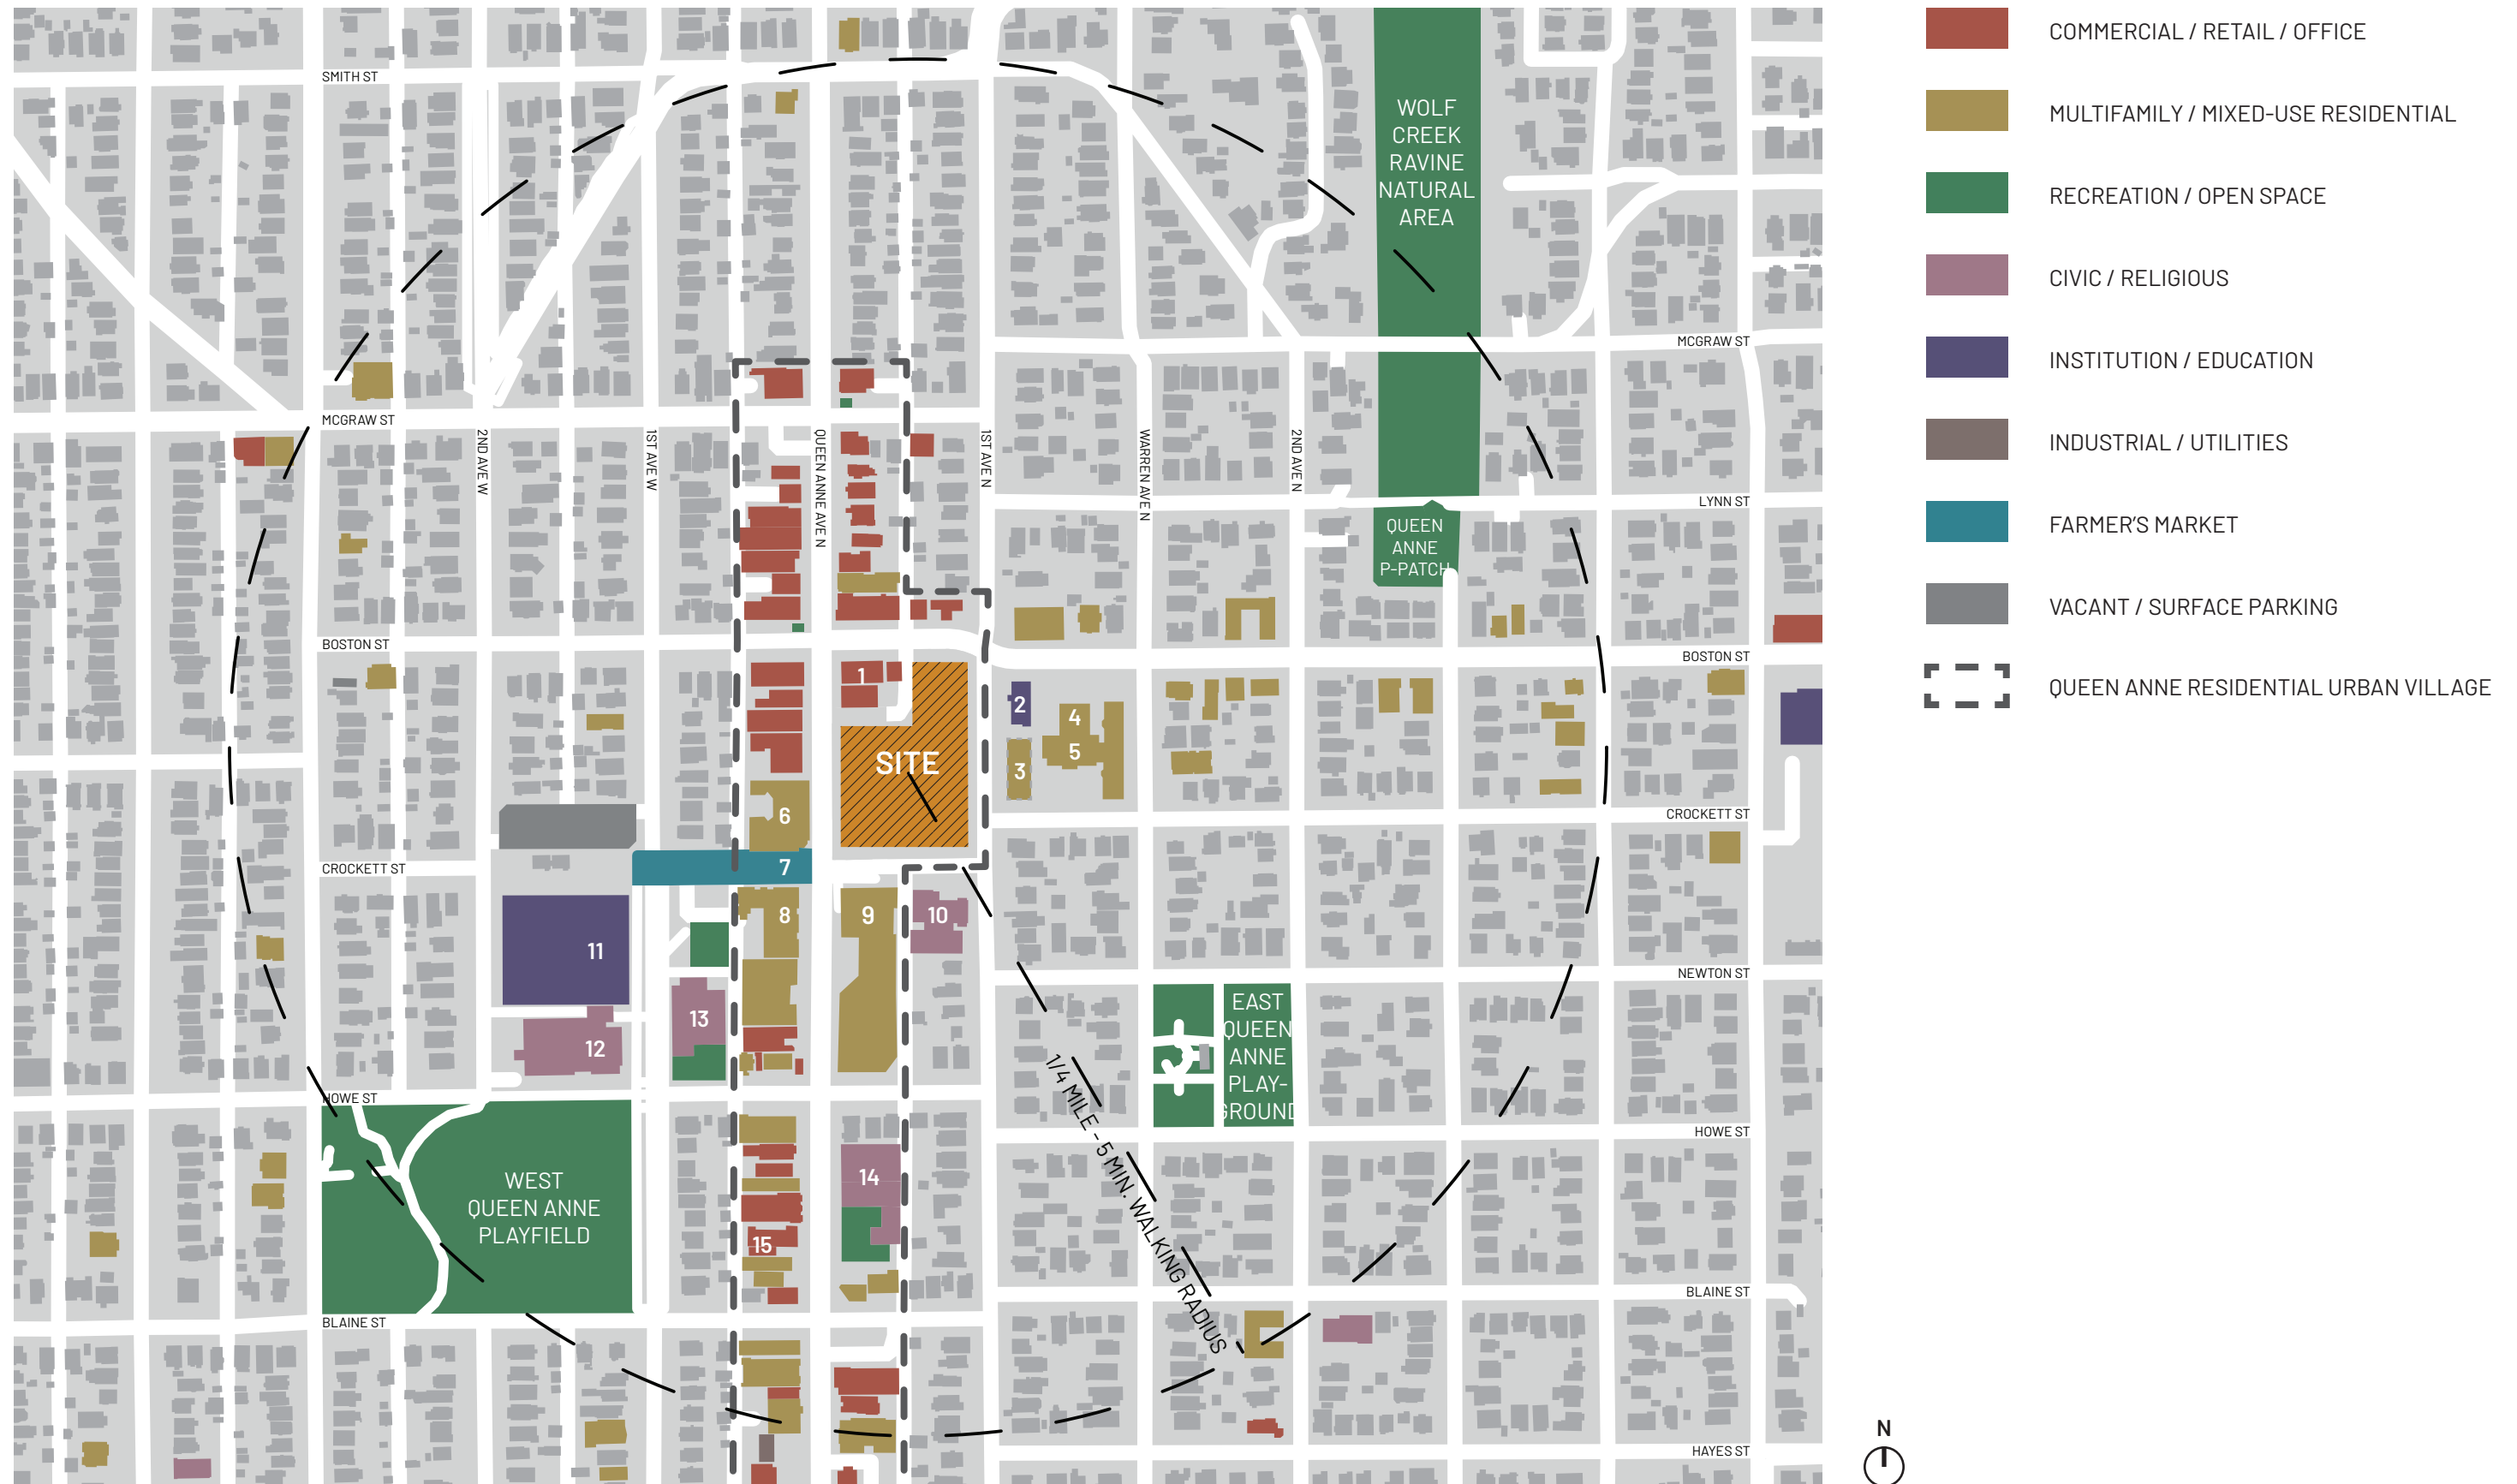 SMITH ST
WOLF
CREEK
RAVINE
NATURAL
AREA
MCGRAW ST
MCGRAW ST
2ND AVE W
1ST AVE W
QUEEN ANNE AVE N
1ST AVE N
WARREN AVE N
2ND AVE N
LYNN ST
QUEEN
ANNE
P-PATCH
BOSTON ST
BOSTON ST
1
2
3
4
5
SITE
6
7
8
9
10
11
12
13
14
15
CROCKETT ST
CROCKETT ST
NEWTON ST
EAST
QUEEN
ANNE
PLAY-
GROUND
HOWE ST
HOWE ST
WEST
QUEEN ANNE
PLAYFIELD
1/4 MILE - 5 MIN. WALKING RADIUS
BLAINE ST
BLAINE ST
HAYES ST
COMMERCIAL / RETAIL / OFFICE
MULTIFAMILY / MIXED-USE RESIDENTIAL
RECREATION / OPEN SPACE
CIVIC / RELIGIOUS
INSTITUTION / EDUCATION
INDUSTRIAL / UTILITIES
FARMER'S MARKET
VACANT / SURFACE PARKING
QUEEN ANNE RESIDENTIAL URBAN VILLAGE
N